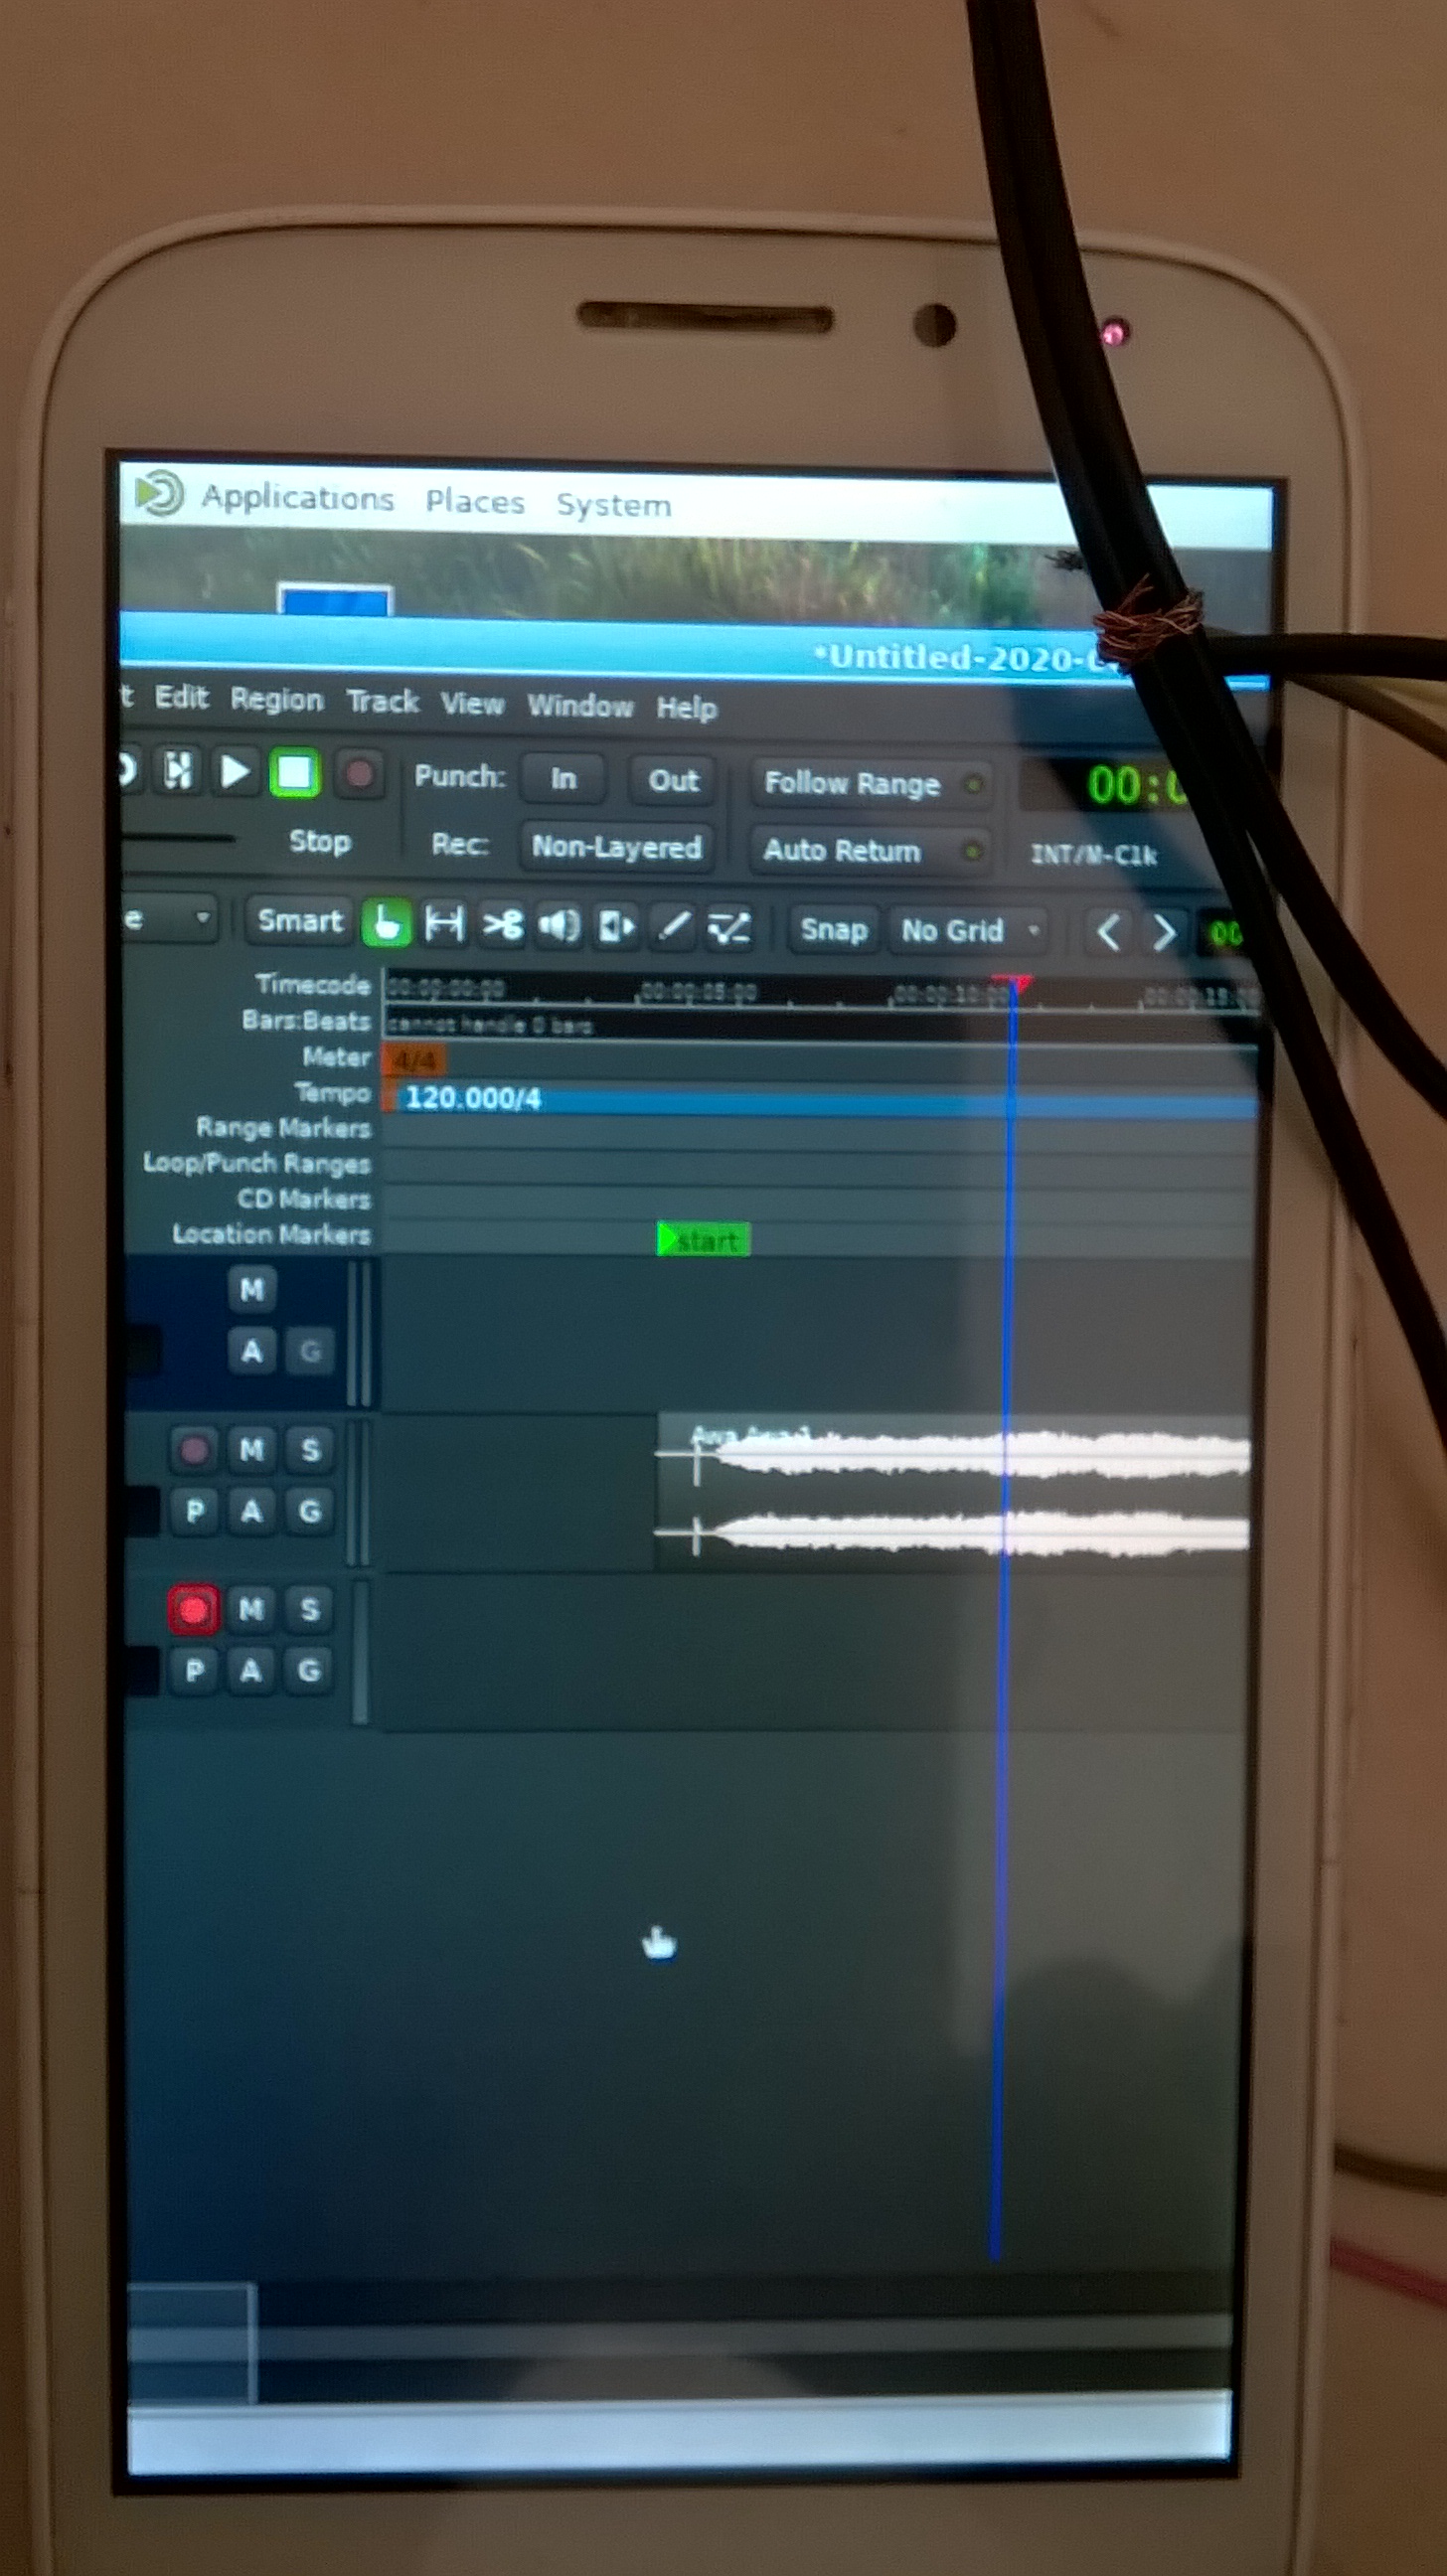 Applications Places System
*Untitled-2020-0
t Edit Region Track View Window Help
Punch: In Out Follow Range 00:0
Stop Rec: Non-Layered Auto Return INT/M-Clk
e Smart Snap No Grid 00
Timecode 00:00:00:00 00:00:05:00 00:00:10:00 00:00:15:00
Bars:Beats cannot handle 0 bars
Meter 4/4
Tempo 120.000/4
Range Markers
Loop/Punch Ranges
CD Markers
Location Markers start
M
A G
M S
P A G
M S
P A G